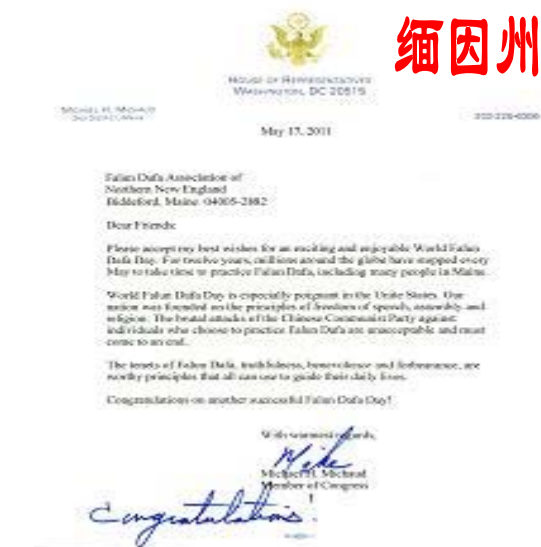 缅因州
HOUSE OF REPRESENTATIVES
WASHINGTON, DC 20515
MICHAEL H. MICHAUD
May 17, 2011
Falun Dafa Association of
Northern New England
Biddeford, Maine 04005-2882
Dear Friends:
Please accept my best wishes for an exciting and enjoyable World Falun
Dafa Day. For twelve years, millions around the globe have stopped every
May to take time to practice Falun Dafa, including many people in Maine.
World Falun Dafa Day is especially poignant in the Unite States. Our
nation was founded on the principles of freedom of speech, assembly and
religion. The brutal attacks of the Chinese Communist Party against
individuals who choose to practice Falun Dafa are unacceptable and must
come to an end.
The tenets of Falun Dafa, truthfulness, benevolence and forbearance, are
worthy principles that all can use to guide their daily lives.
Congratulations on another successful Falun Dafa Day!
With warmest regards,
Mike
Michael H. Michaud
Member of Congress
Congratulations!